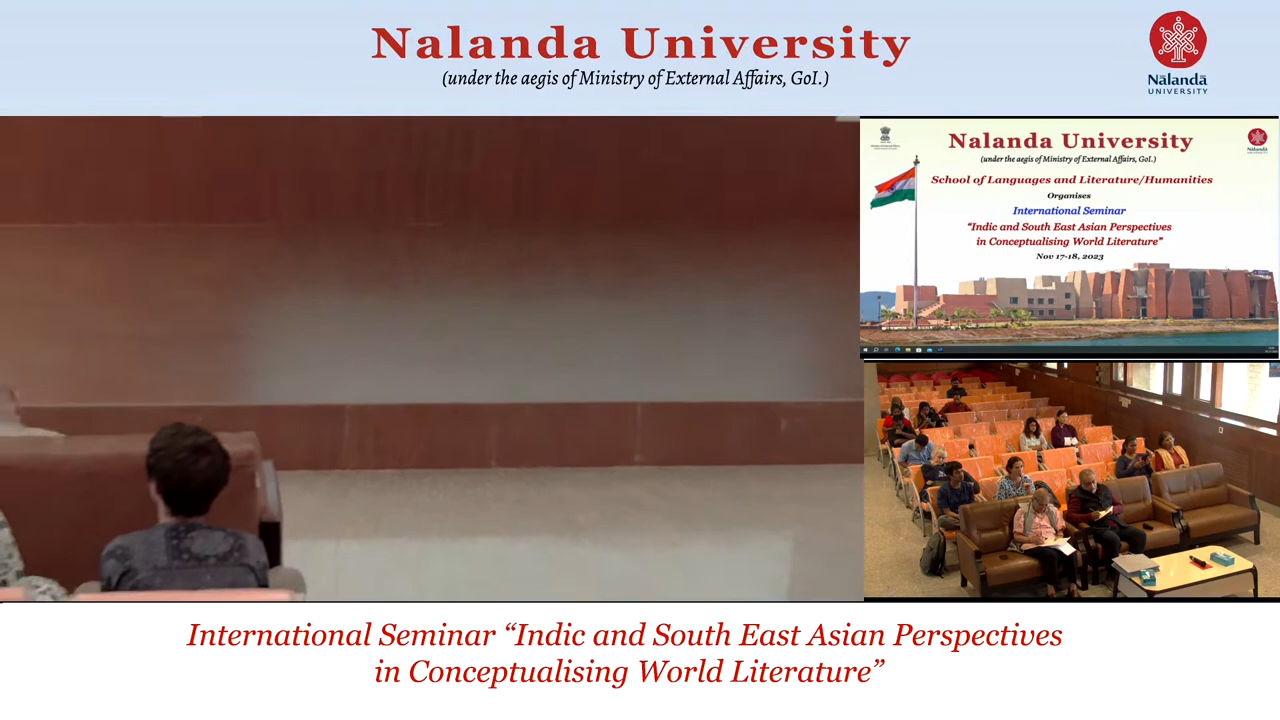 Nalanda University
(under the aegis of Ministry of External Affairs, GoI.)
Nālandā
UNIVERSITY
Nalanda University
(under the aegis of Ministry of External Affairs, GoI.)
Nālandā
School of Languages and Literature/Humanities
Organises
International Seminar
“Indic and South East Asian Perspectives
in Conceptualising World Literature”
Nov 17-18, 2023
International Seminar “Indic and South East Asian Perspectives
in Conceptualising World Literature”